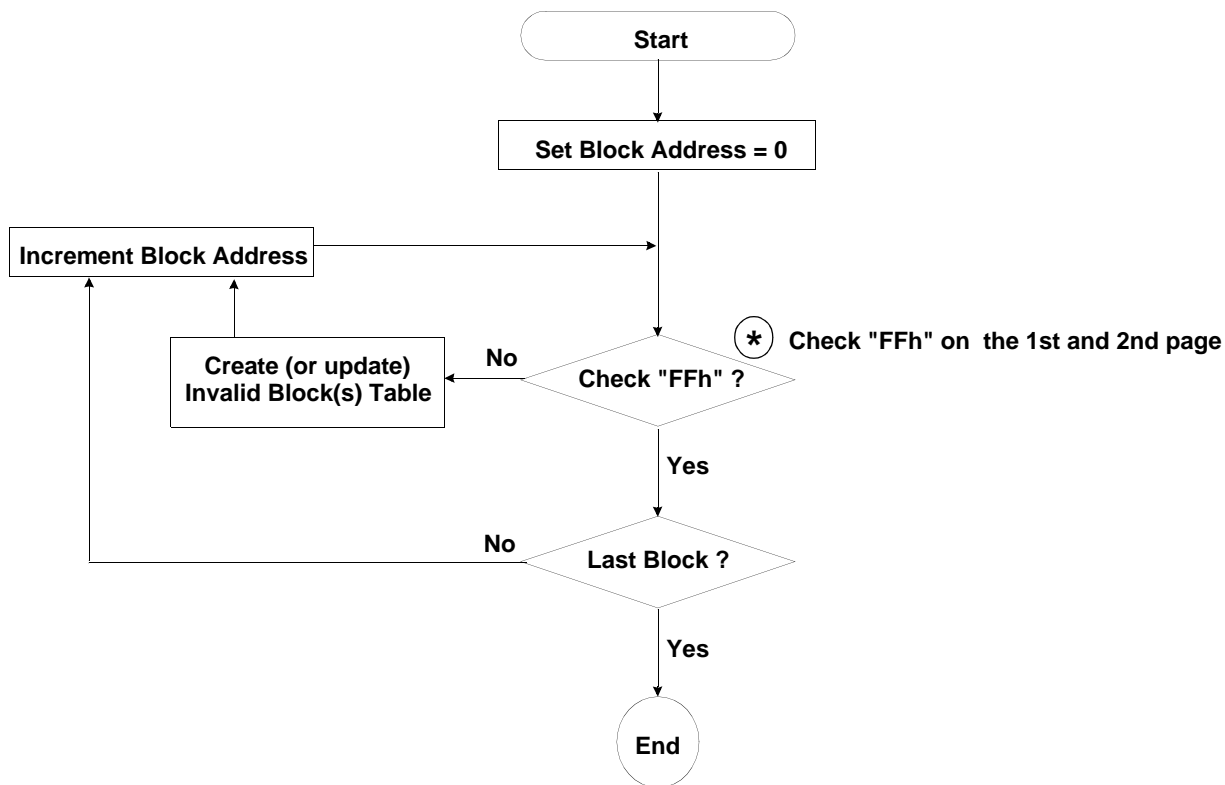 Start
Set Block Address = 0
Increment Block Address
* Check "FFh" on the 1st and 2nd page
No
Create (or update)
Invalid Block(s) Table
Check "FFh" ?
Yes
No
Last Block ?
Yes
End